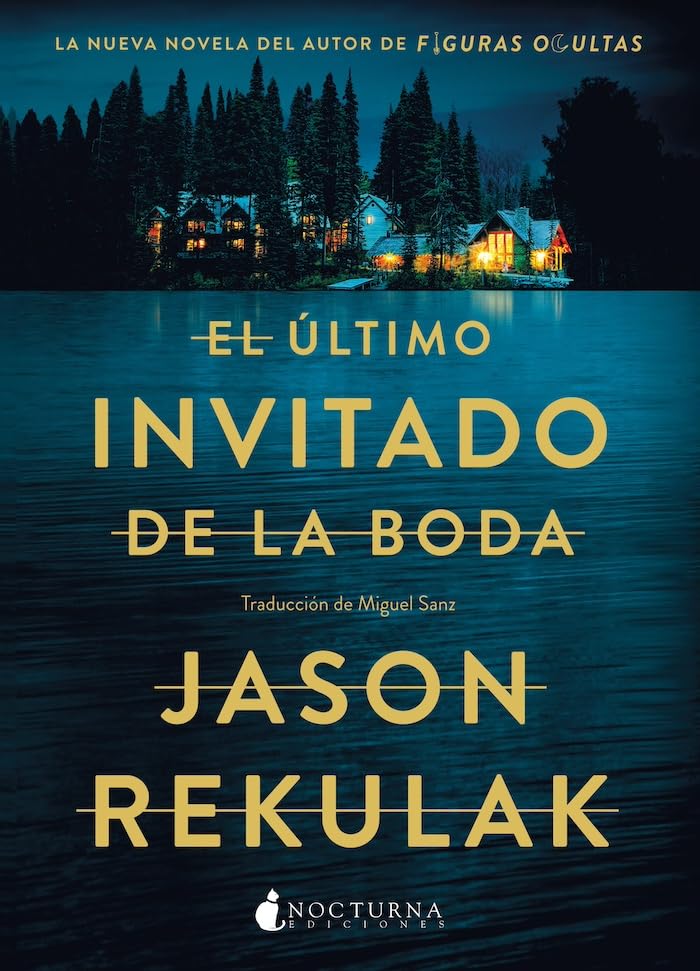 LA NUEVA NOVELA DEL AUTOR DE FIGURAS OCULTAS
EL ÚLTIMO
INVITADO
DE LA BODA
Traducción de Miguel Sanz
JASON
REKULAK
NOCTURNA
EDICIONES